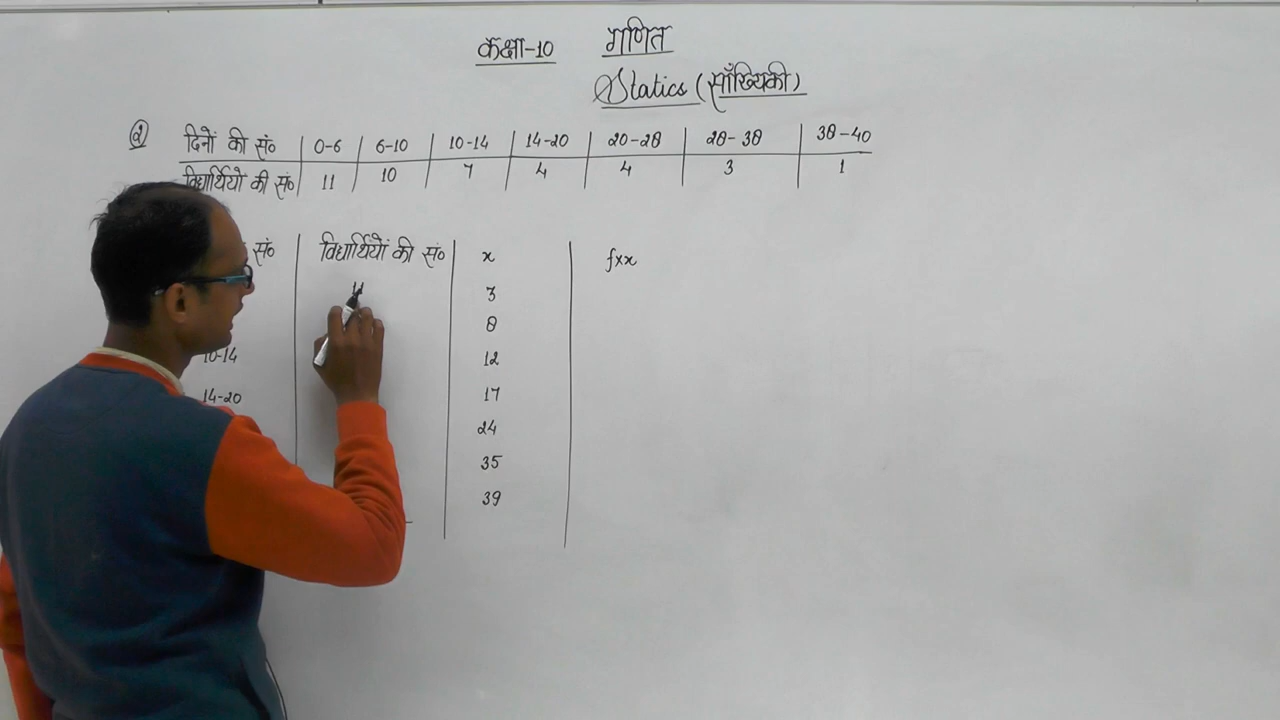 कक्षा-10 गणित
Statics (साँख्यिकी)
② दिनों की सं० 0-6 6-10 10-14 14-20 20-28 28-38 38-40
विद्यार्थियों की सं० 11 10 7 4 4 3 1
सं० विद्यार्थियों की सं० x f×x
11 3
8
10-14 12
14-20 17
24
35
39